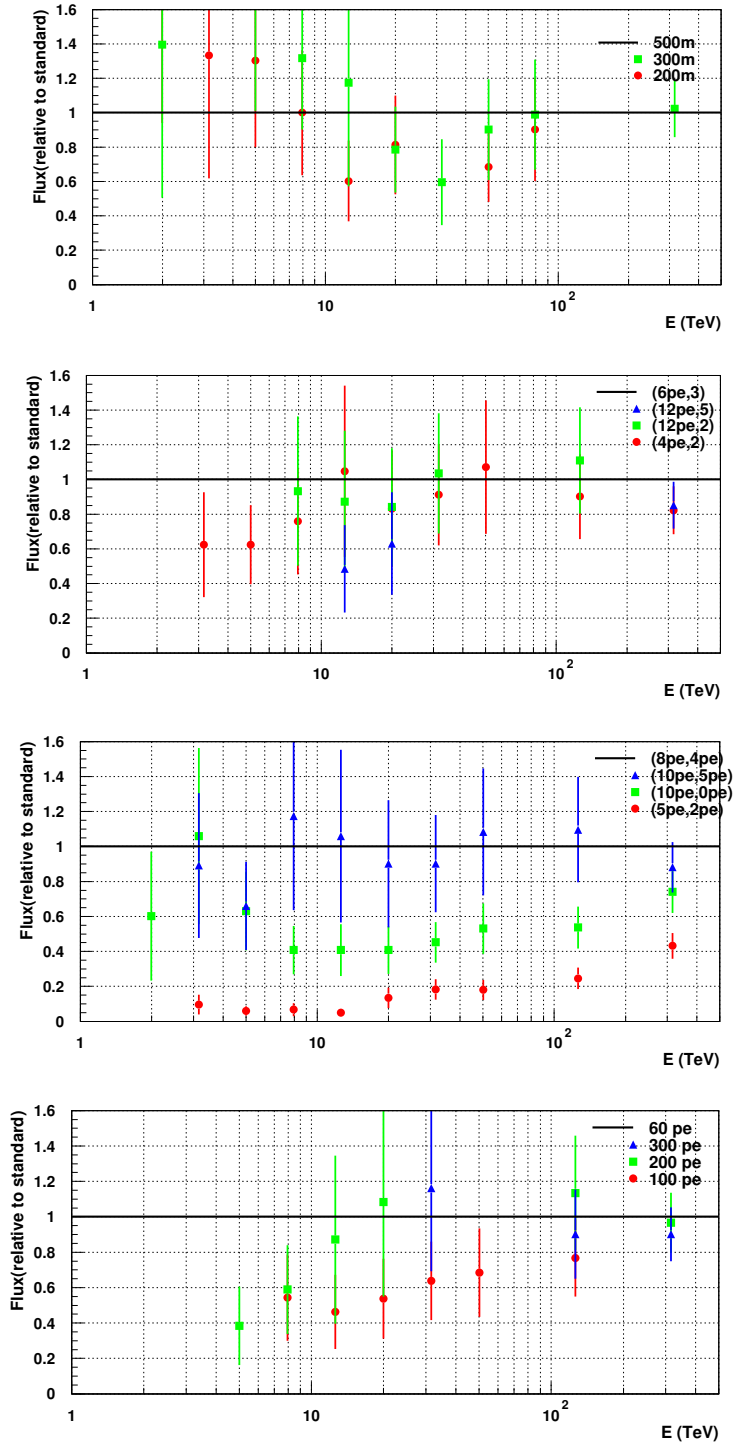 Flux(relative to standard)
1.6
1.4
1.2
1
0.8
0.6
0.4
0.2
0
500m
300m
200m
1
10
10²
E (TeV)
Flux(relative to standard)
1.6
1.4
1.2
1
0.8
0.6
0.4
0.2
0
(6pe,3)
(12pe,5)
(12pe,2)
(4pe,2)
1
10
10²
E (TeV)
Flux(relative to standard)
1.6
1.4
1.2
1
0.8
0.6
0.4
0.2
0
(8pe,4pe)
(10pe,5pe)
(10pe,0pe)
(5pe,2pe)
1
10
10²
E (TeV)
Flux(relative to standard)
1.6
1.4
1.2
1
0.8
0.6
0.4
0.2
0
60 pe
300 pe
200 pe
100 pe
1
10
10²
E (TeV)